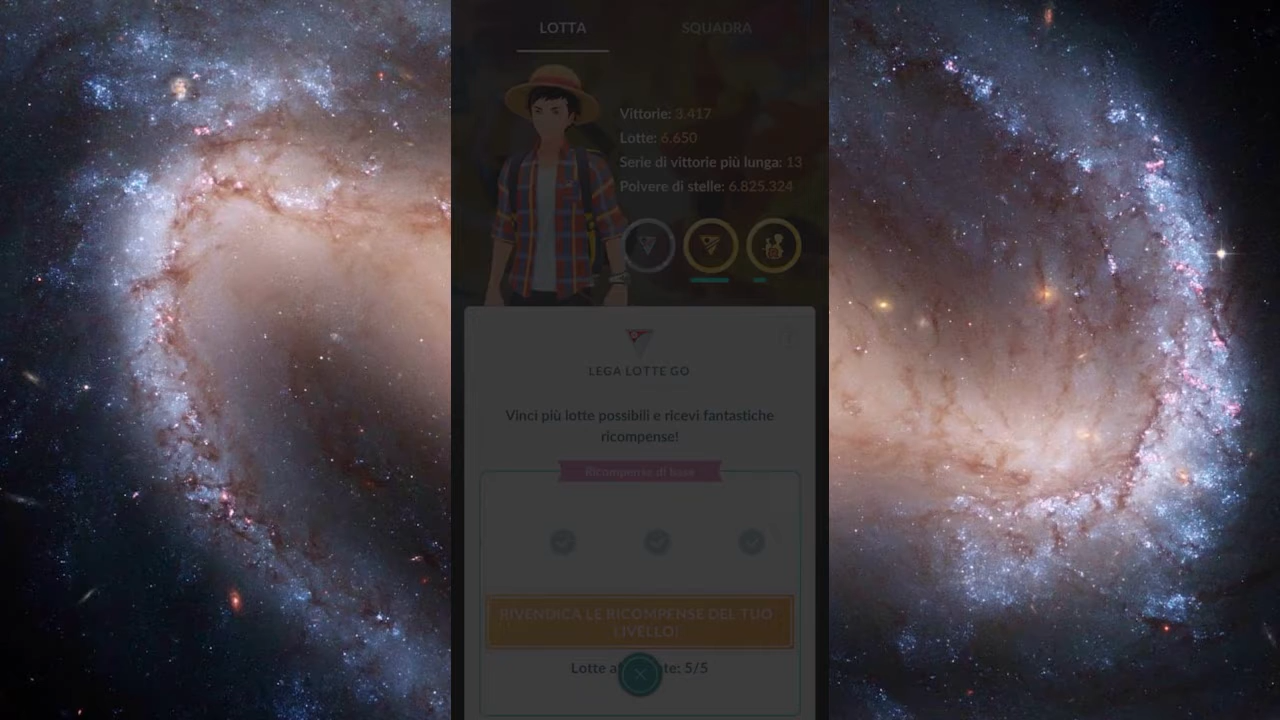 LOTTA
SQUADRA
Vittorie: 3.417
Lotte: 6.650
Serie di vittorie più lunga: 13
Polvere di stelle: 6.825.324
LEGA LOTTE GO
Vinci più lotte possibili e ricevi fantastiche
ricompense!
Ricompense di base
RIVENDICA LE RICOMPENSE DEL TUO
LIVELLO!
Lotte 5/5